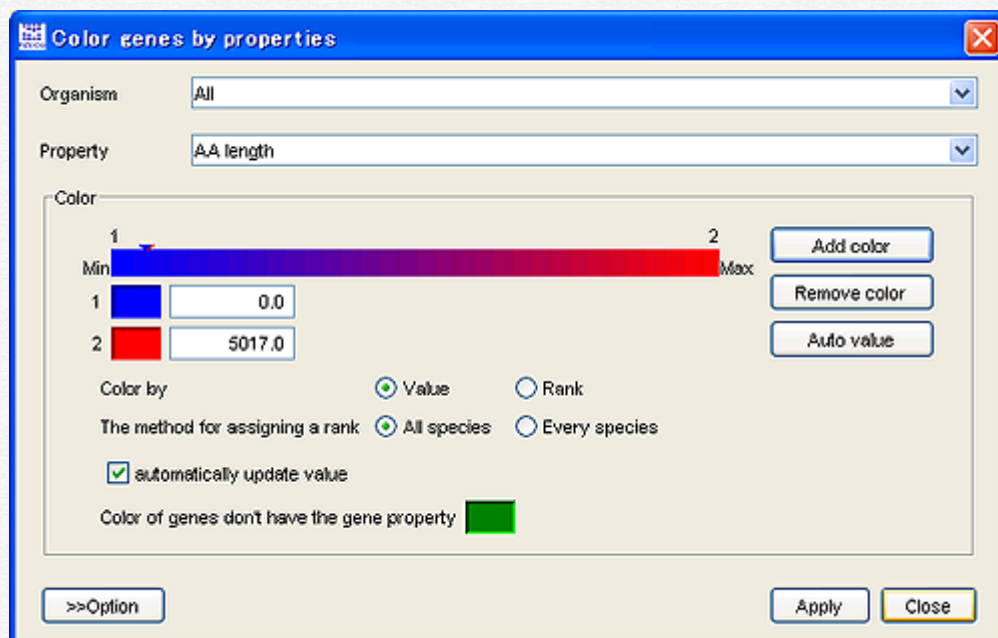 Color genes by properties
Organism All
Property AA length
Color
1 2
Min Max Add color
1 0.0 Remove color
2 5017.0 Auto value
Color by Value Rank
The method for assigning a rank All species Every species
automatically update value
Color of genes don't have the gene property
>>Option Apply Close